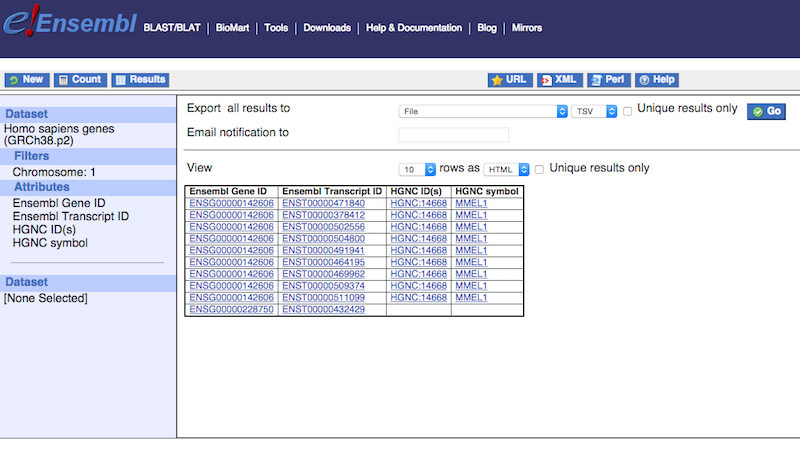 e!Ensembl BLAST/BLAT | BioMart | Tools | Downloads | Help & Documentation | Blog | Mirrors
New Count Results URL XML Perl Help
Dataset
Homo sapiens genes
(GRCh38.p2)
Filters
Chromosome: 1
Attributes
Ensembl Gene ID
Ensembl Transcript ID
HGNC ID(s)
HGNC symbol
Dataset
[None Selected]
Export all results to File TSV Unique results only Go
Email notification to
View 10 rows as HTML Unique results only
Ensembl Gene ID Ensembl Transcript ID HGNC ID(s) HGNC symbol
ENSG00000142606 ENST00000471840 HGNC:14668 MMEL1
ENSG00000142606 ENST00000378412 HGNC:14668 MMEL1
ENSG00000142606 ENST00000502556 HGNC:14668 MMEL1
ENSG00000142606 ENST00000504800 HGNC:14668 MMEL1
ENSG00000142606 ENST00000491941 HGNC:14668 MMEL1
ENSG00000142606 ENST00000464195 HGNC:14668 MMEL1
ENSG00000142606 ENST00000469962 HGNC:14668 MMEL1
ENSG00000142606 ENST00000509374 HGNC:14668 MMEL1
ENSG00000142606 ENST00000511099 HGNC:14668 MMEL1
ENSG00000228750 ENST00000432429